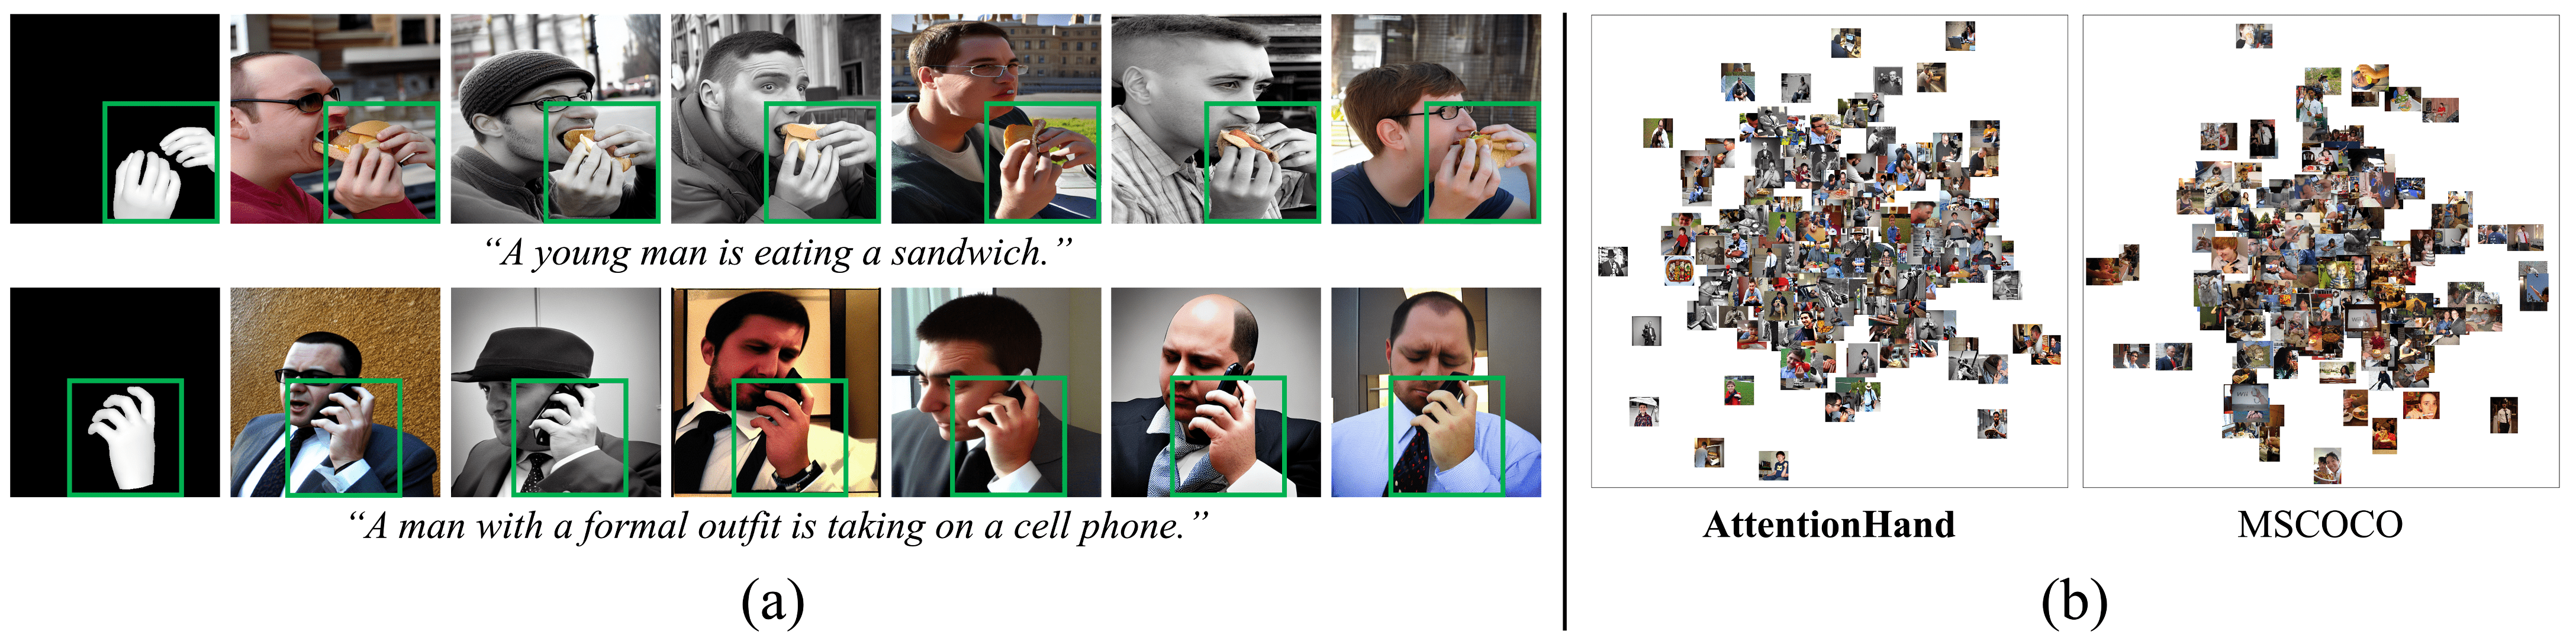 “A young man is eating a sandwich.”
“A man with a formal outfit is taking on a cell phone.”
(a)
AttentionHand
MSCOCO
(b)